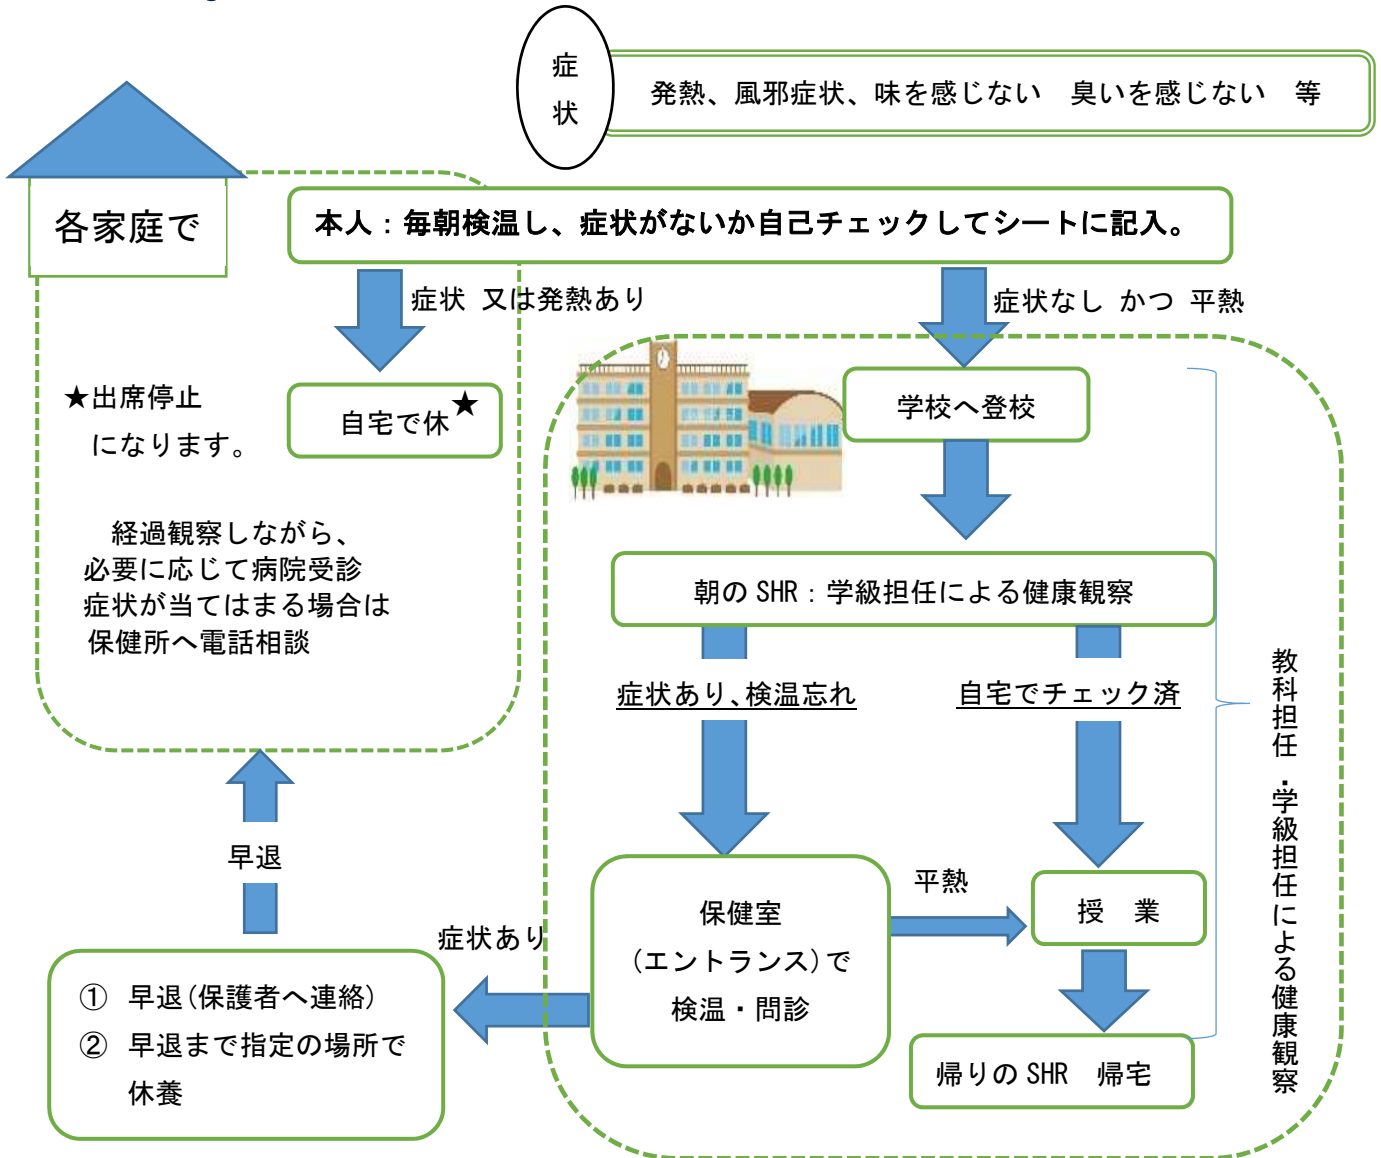 症
状
発熱、風邪症状、味を感じない　臭いを感じない　等
各家庭で
本人：毎朝検温し、症状がないか自己チェックしてシートに記入。
症状 又は発熱あり
症状なし かつ 平熱
★出席停止
になります。
自宅で休★
学校へ登校
経過観察しながら、
必要に応じて病院受診
症状が当てはまる場合は
保健所へ電話相談
朝の SHR：学級担任による健康観察
症状あり、検温忘れ
自宅でチェック済
教科担任・学級担任による健康観察
早退
保健室
(エントランス)で
検温・問診
平熱
授　業
症状あり
① 早退(保護者へ連絡)
② 早退まで指定の場所で
休養
帰りの SHR　帰宅